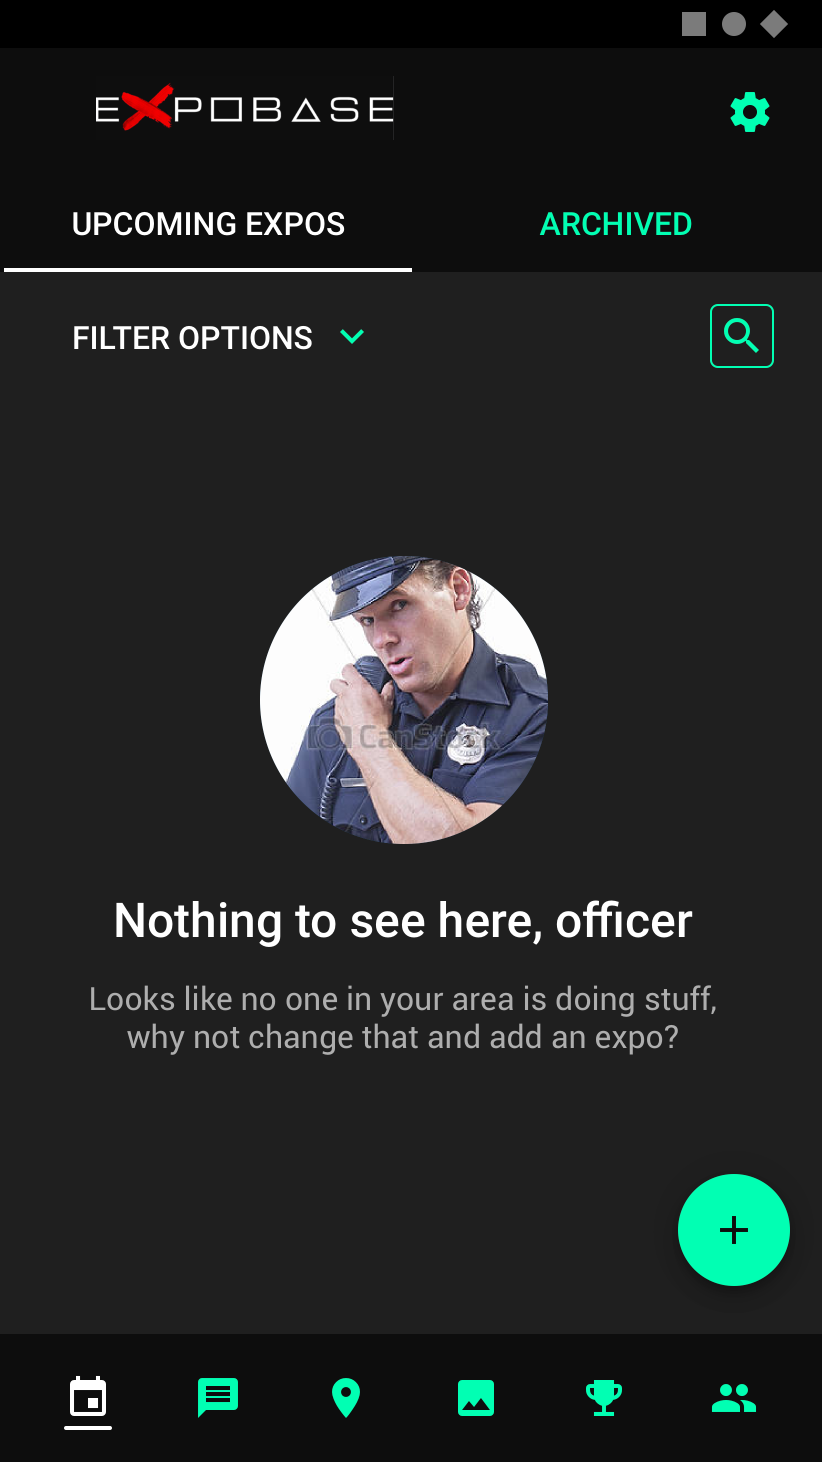 EXPOBASE
UPCOMING EXPOS
ARCHIVED
FILTER OPTIONS
CanStock
Nothing to see here, officer
Looks like no one in your area is doing stuff,
why not change that and add an expo?